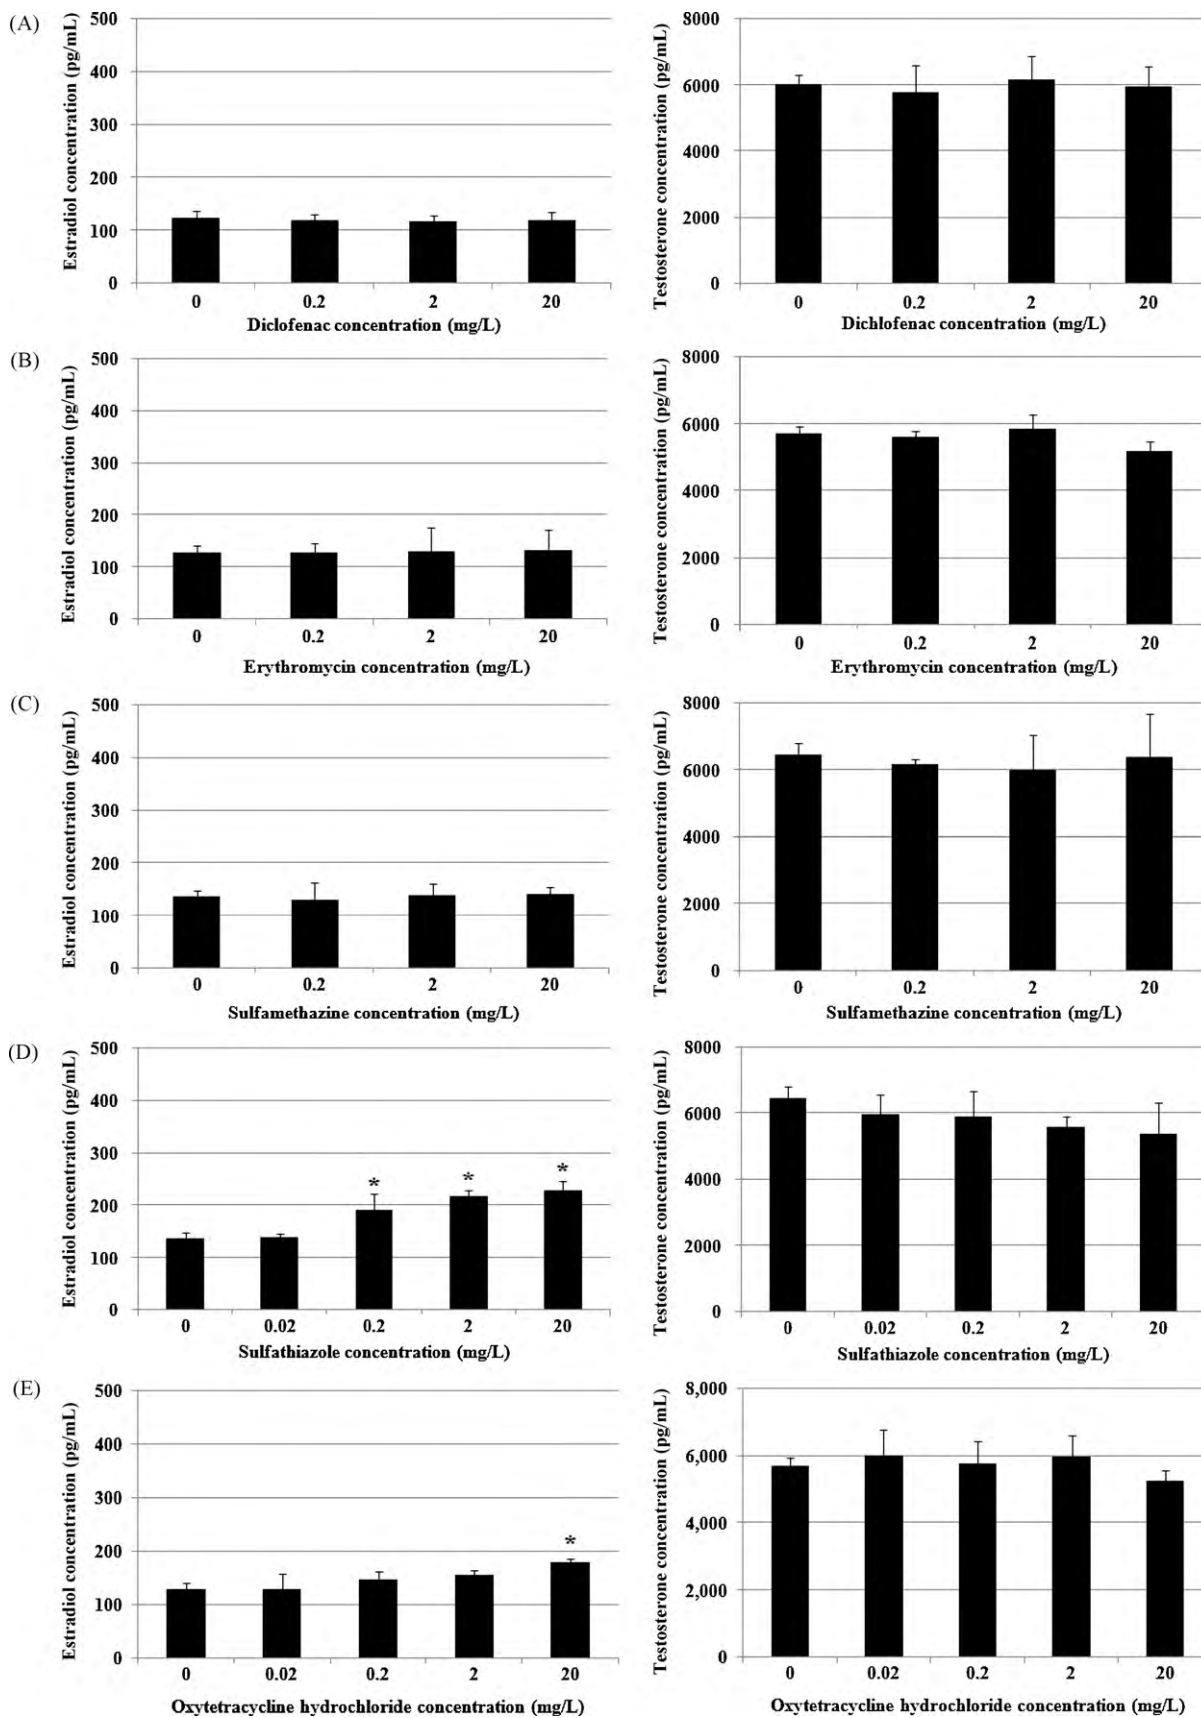 (A)
Estradiol concentration (pg/mL)
500
400
300
200
100
0
0 0.2 2 20
Diclofenac concentration (mg/L)
Testosterone concentration (pg/mL)
8000
6000
4000
2000
0
0 0.2 2 20
Dichlofenac concentration (mg/L)
(B)
Estradiol concentration (pg/mL)
500
400
300
200
100
0
0 0.2 2 20
Erythromycin concentration (mg/L)
Testosterone concentration (pg/mL)
8000
6000
4000
2000
0
0 0.2 2 20
Erythromycin concentration (mg/L)
(C)
Estradiol concentration (pg/mL)
500
400
300
200
100
0
0 0.2 2 20
Sulfamethazine concentration (mg/L)
Testosterone concentration (pg/mL)
8000
6000
4000
2000
0
0 0.2 2 20
Sulfamethazine concentration (mg/L)
(D)
Estradiol concentration (pg/mL)
500
400
300
200
100
0
* * *
0 0.02 0.2 2 20
Sulfathiazole concentration (mg/L)
Testosterone concentration (pg/mL)
8000
6000
4000
2000
0
0 0.02 0.2 2 20
Sulfathiazole concentration (mg/L)
(E)
Estradiol concentration (pg/mL)
500
400
300
200
100
0
*
0 0.02 0.2 2 20
Oxytetracycline hydrochloride concentration (mg/L)
Testosterone concentration (pg/mL)
8,000
6,000
4,000
2,000
0
0 0.02 0.2 2 20
Oxytetracycline hydrochloride concentration (mg/L)